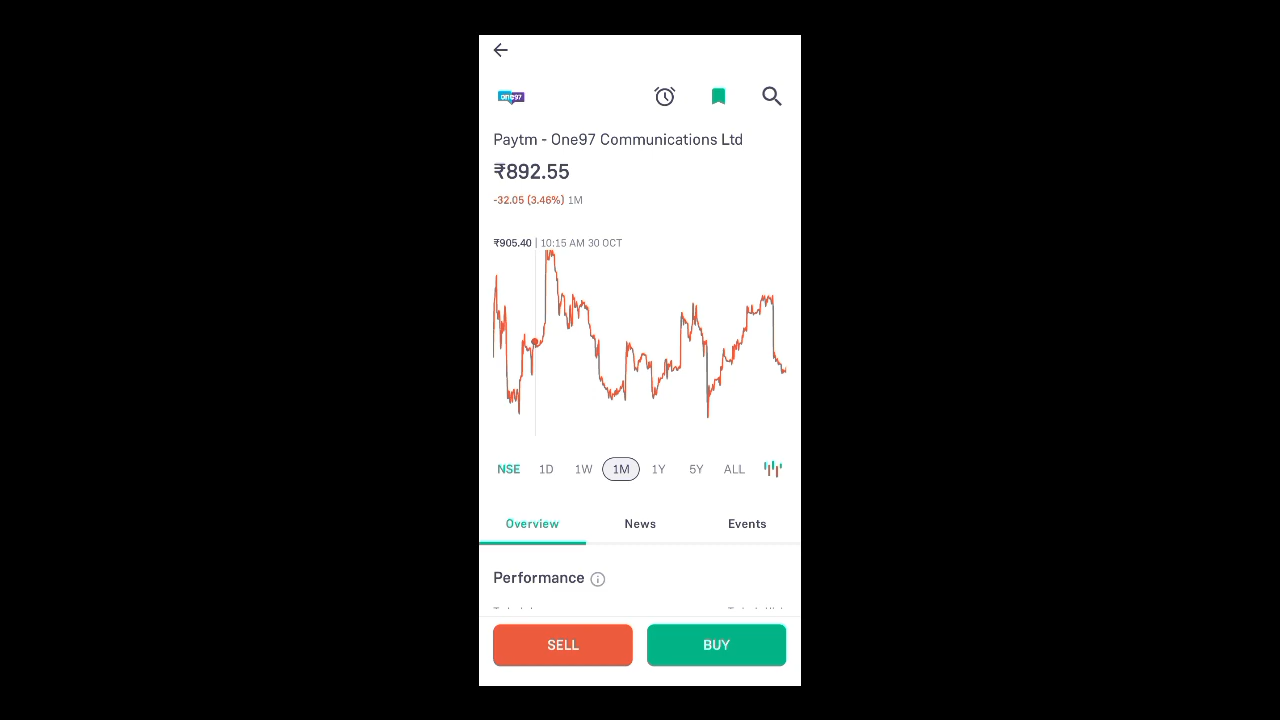 one97
Paytm - One97 Communications Ltd
₹892.55
-32.05 (3.46%) 1M
₹905.40 | 10:15 AM 30 OCT
NSE 1D 1W 1M 1Y 5Y ALL
Overview News Events
Performance
SELL BUY